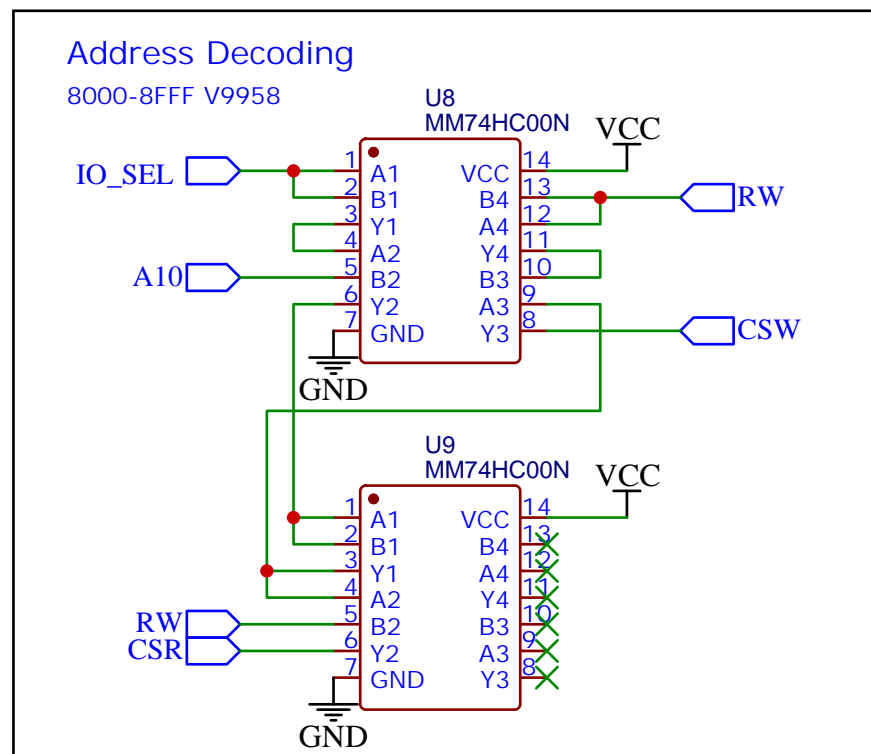 Address Decoding
8000-8FFF V9958
U8
MM74HC00N
VCC
IO_SEL
1 A1 VCC 14
2 B1 B4 13
RW
3 Y1 A4 12
4 A2 Y4 11
A10
5 B2 B3 10
6 Y2 A3 9
7 GND Y3 8
CSW
GND
U9
MM74HC00N
VCC
1 A1 VCC 14
2 B1 B4 13
3 Y1 A4 12
4 A2 Y4 11
RW
5 B2 B3 10
CSR
6 Y2 A3 9
7 GND Y3 8
GND